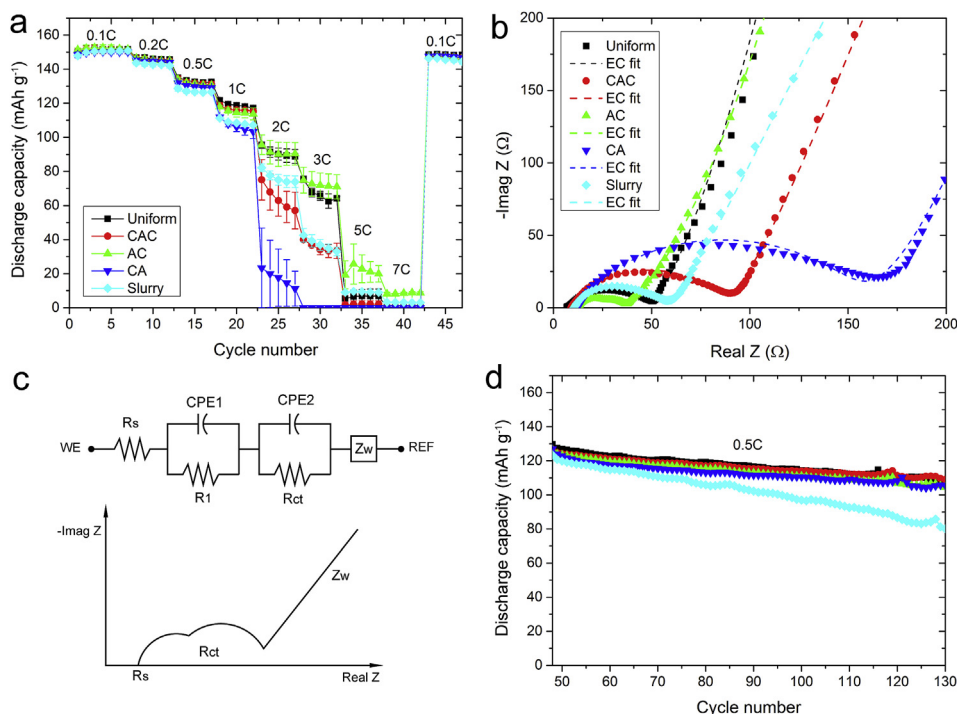 a
160
140
120
100
80
60
40
20
0
Discharge capacity (mAh g⁻¹)
0.1C
0.2C
0.5C
1C
2C
3C
5C
7C
0.1C
Uniform
CAC
AC
CA
Slurry
0 5 10 15 20 25 30 35 40 45
Cycle number
b
200
150
100
50
0
-Imag Z (Ω)
Uniform
EC fit
CAC
EC fit
AC
EC fit
CA
EC fit
Slurry
EC fit
0 50 100 150 200
Real Z (Ω)
c
CPE1 CPE2
WE Rs Zw REF
R1 Rct
-Imag Z
Zw
Rct
Rs Real Z
d
160
140
120
100
80
60
40
20
0
Discharge capacity (mAh g⁻¹)
0.5C
50 60 70 80 90 100 110 120 130
Cycle number